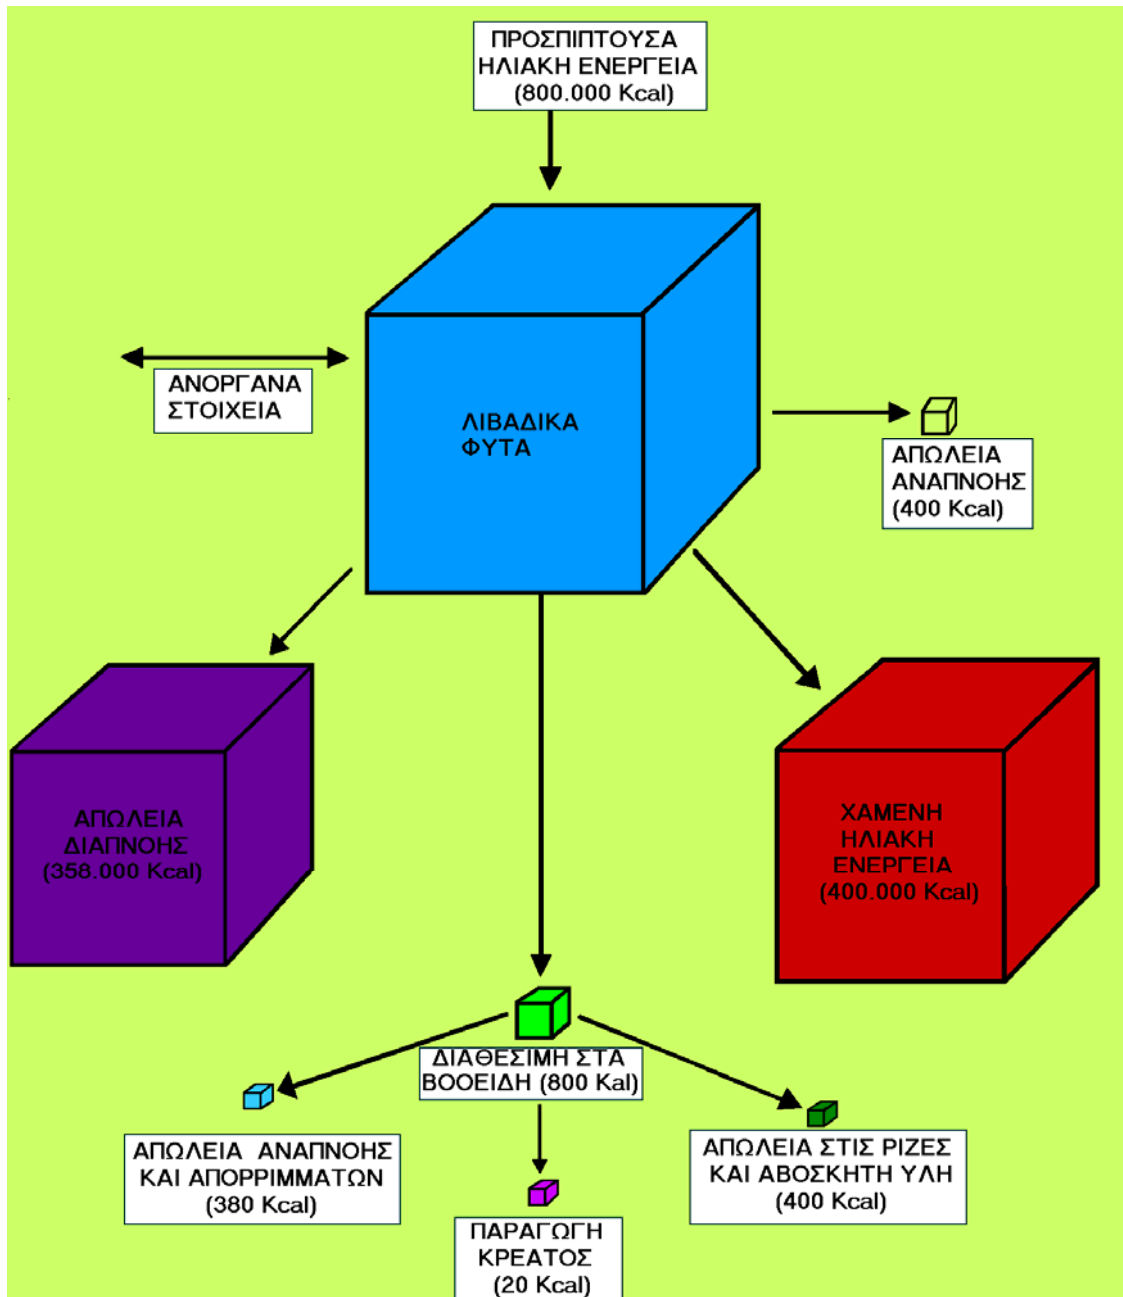 ΠΡΟΣΠΙΠΤΟΥΣΑ
ΗΛΙΑΚΗ ΕΝΕΡΓΕΙΑ
(800.000 Kcal)
ΑΝΟΡΓΑΝΑ
ΣΤΟΙΧΕΙΑ
ΛΙΒΑΔΙΚΑ
ΦΥΤΑ
ΑΠΩΛΕΙΑ
ΑΝΑΠΝΟΗΣ
(400 Kcal)
ΑΠΩΛΕΙΑ
ΔΙΑΠΝΟΗΣ
(358.000 Kcal)
ΧΑΜΕΝΗ
ΗΛΙΑΚΗ
ΕΝΕΡΓΕΙΑ
(400.000 Kcal)
ΔΙΑΘΕΣΙΜΗ ΣΤΑ
ΒΟΟΕΙΔΗ (800 Kal)
ΑΠΩΛΕΙΑ ΑΝΑΠΝΟΗΣ
ΚΑΙ ΑΠΟΡΡΙΜΜΑΤΩΝ
(380 Kcal)
ΠΑΡΑΓΩΓΗ
ΚΡΕΑΤΟΣ
(20 Kcal)
ΑΠΩΛΕΙΑ ΣΤΙΣ ΡΙΖΕΣ
ΚΑΙ ΑΒΟΣΚΗΤΗ ΥΛΗ
(400 Kcal)